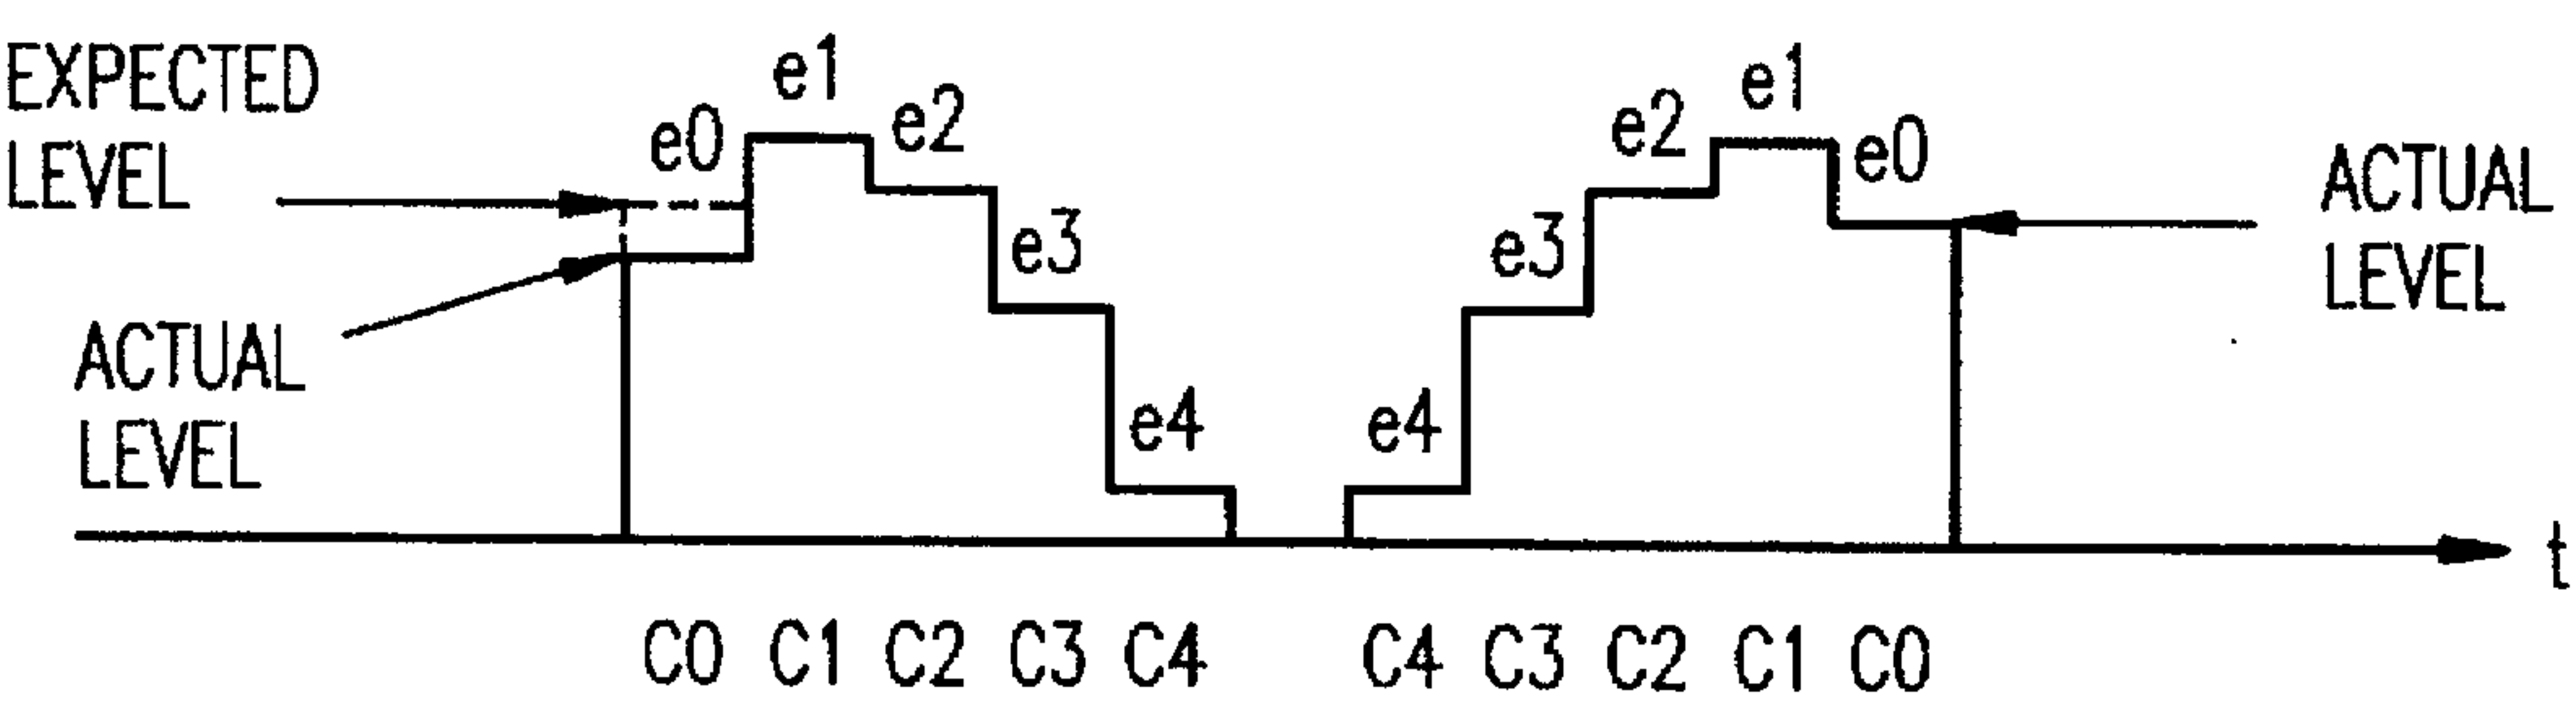 EXPECTED
LEVEL
ACTUAL
LEVEL
e0
e1
e2
e3
e4
e4
e3
e2
e1
e0
ACTUAL
LEVEL
t
C0 C1 C2 C3 C4 C4 C3 C2 C1 C0